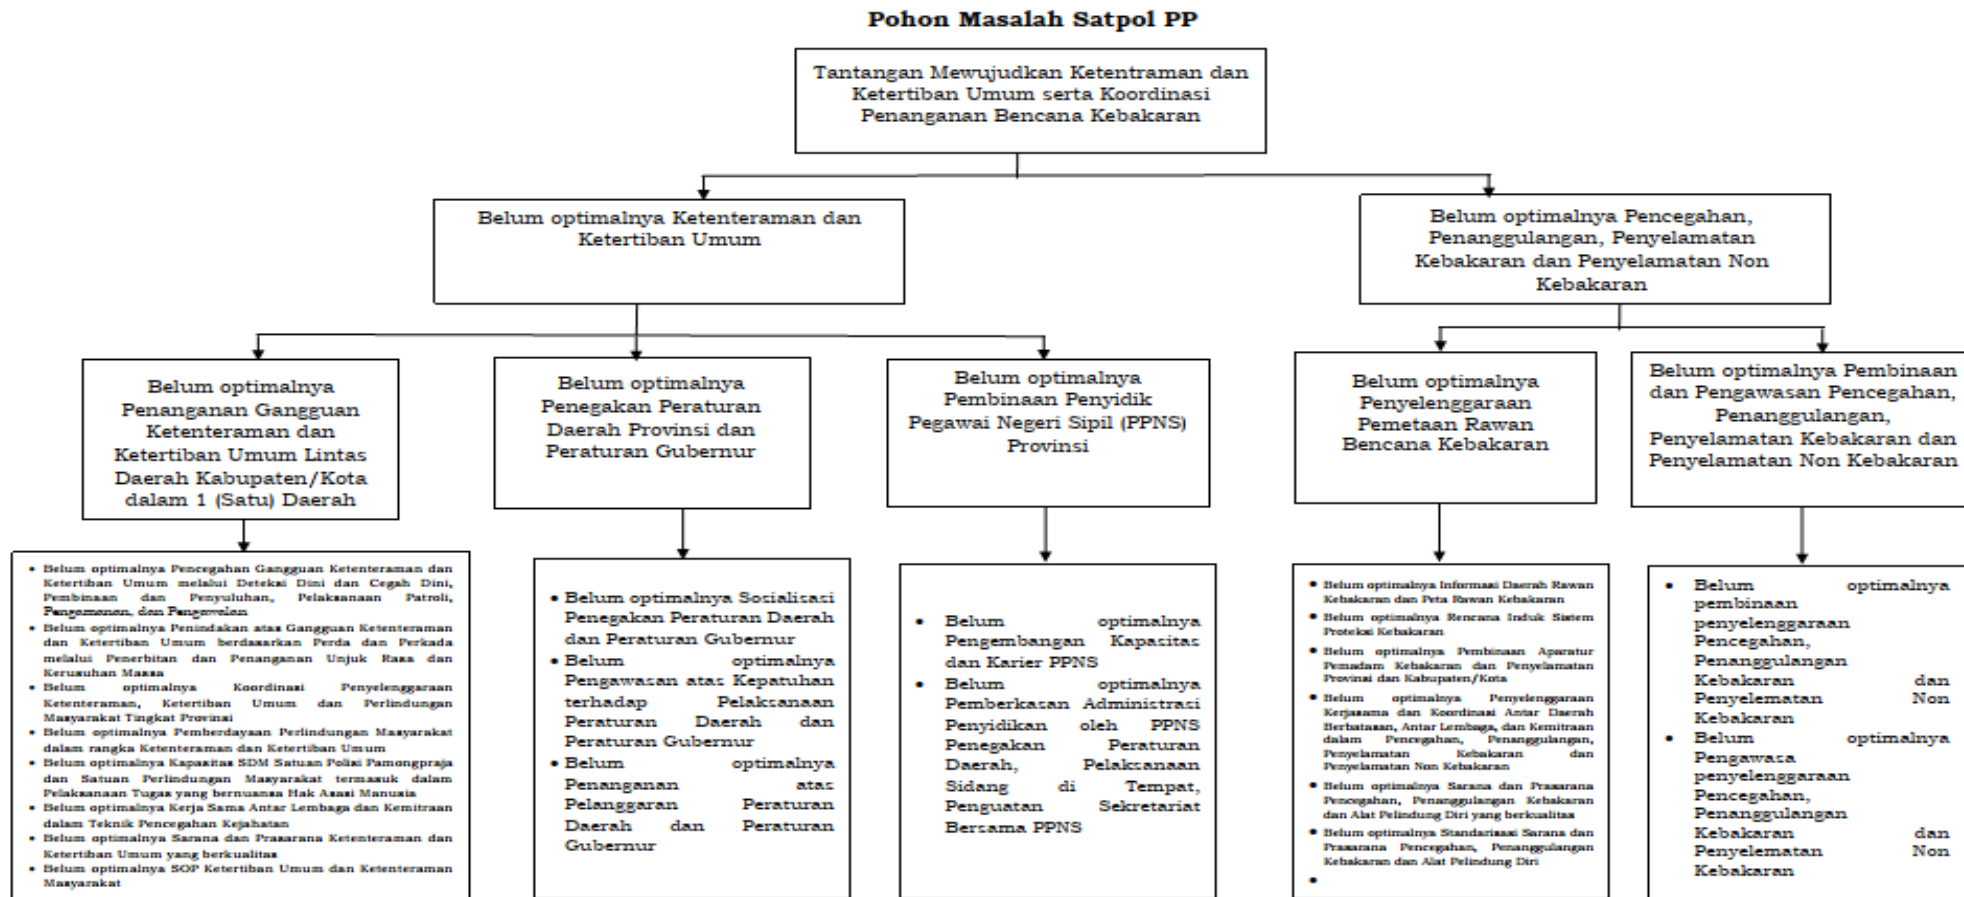 Pohon Masalah Satpol PP
Tantangan Mewujudkan Ketentraman dan
Ketertiban Umum serta Koordinasi
Penanganan Bencana Kebakaran
Belum optimalnya Ketenteraman dan
Ketertiban Umum
Belum optimalnya Pencegahan,
Penanggulangan, Penyelamatan
Kebakaran dan Penyelamatan Non
Kebakaran
Belum optimalnya
Penanganan Gangguan
Ketenteraman dan
Ketertiban Umum Lintas
Daerah Kabupaten/Kota
dalam 1 (Satu) Daerah
Belum optimalnya
Penegakan Peraturan
Daerah Provinsi dan
Peraturan Gubernur
Belum optimalnya
Pembinaan Penyidik
Pegawai Negeri Sipil (PPNS)
Provinsi
Belum optimalnya
Penyelenggaraan
Pemetaan Rawan
Bencana Kebakaran
Belum optimalnya Pembinaan
dan Pengawasan Pencegahan,
Penanggulangan,
Penyelamatan Kebakaran dan
Penyelamatan Non Kebakaran
• Belum optimalnya Pencegahan Gangguan Ketenteraman dan
Ketertiban Umum melalui Deteksi Dini dan Cegah Dini,
Pembinaan dan Penyuluhan, Pelaksanaan Patroli,
Pengamanan, dan Pengawalan
• Belum optimalnya Penindakan atas Gangguan Ketenteraman
dan Ketertiban Umum berdasarkan Perda dan Perkada
melalui Penerbitan dan Penanganan Unjuk Rasa dan
Kerusuhan Massa
• Belum optimalnya Koordinasi Penyelenggaraan
Ketenteraman, Ketertiban Umum dan Perlindungan
Masyarakat Tingkat Provinsi
• Belum optimalnya Pemberdayaan Perlindungan Masyarakat
dalam rangka Ketenteraman dan Ketertiban Umum
• Belum optimalnya Kapasitas SDM Satuan Polisi Pamongpraja
dan Satuan Perlindungan Masyarakat termasuk dalam
Pelaksanaan Tugas yang bernuansa Hak Asasi Manusia
• Belum optimalnya Kerja Sama Antar Lembaga dan Kemitraan
dalam Teknik Pencegahan Kejahatan
• Belum optimalnya Sarana dan Prasarana Ketenteraman dan
Ketertiban Umum yang berkualitas
• Belum optimalnya SOP Ketertiban Umum dan Ketenteraman
Masyarakat
• Belum optimalnya Sosialisasi
Penegakan Peraturan Daerah
dan Peraturan Gubernur
• Belum optimalnya
Pengawasan atas Kepatuhan
terhadap Pelaksanaan
Peraturan Daerah dan
Peraturan Gubernur
• Belum optimalnya
Penanganan atas
Pelanggaran Peraturan
Daerah dan Peraturan
Gubernur
• Belum optimalnya
Pengembangan Kapasitas
dan Karier PPNS
• Belum optimalnya
Pemberkasan Administrasi
Penyidikan oleh PPNS
Penegakan Peraturan
Daerah, Pelaksanaan
Sidang di Tempat,
Penguatan Sekretariat
Bersama PPNS
• Belum optimalnya Informasi Daerah Rawan
Kebakaran dan Peta Rawan Kebakaran
• Belum optimalnya Rencana Induk Sistem
Proteksi Kebakaran
• Belum optimalnya Pembinaan Aparatur
Pemadam Kebakaran dan Penyelamatan
Provinsi dan Kabupaten/Kota
• Belum optimalnya Penyelenggaraan
Kerjasama dan Koordinasi Antar Daerah
Berbatasan, Antar Lembaga, dan Kemitraan
dalam Pencegahan, Penanggulangan,
Penyelamatan Kebakaran dan
Penyelamatan Non Kebakaran
• Belum optimalnya Sarana dan Prasarana
Pencegahan, Penanggulangan Kebakaran
dan Alat Pelindung Diri yang berkualitas
• Belum optimalnya Standarisasi Sarana dan
Prasarana Pencegahan, Penanggulangan
Kebakaran dan Alat Pelindung Diri
•
• Belum optimalnya
pembinaan
penyelenggaraan
Pencegahan,
Penanggulangan
Kebakaran dan
Penyelematan Non
Kebakaran
• Belum optimalnya
Pengawasa
penyelenggaraan
Pencegahan,
Penanggulangan
Kebakaran dan
Penyelematan Non
Kebakaran